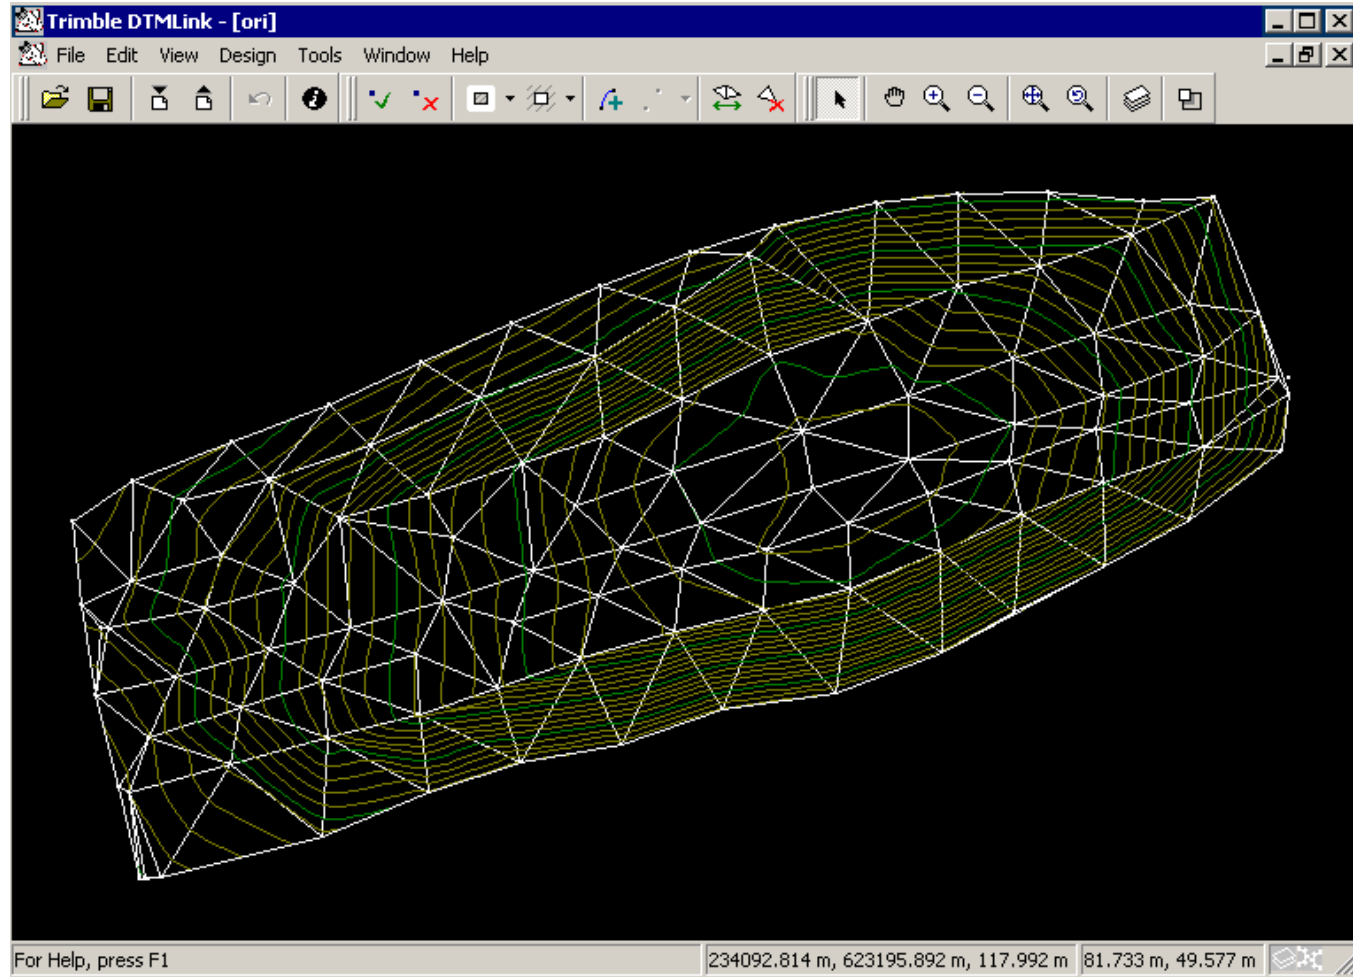 Trimble DTMLink - [ori]
File Edit View Design Tools Window Help
For Help, press F1 234092.814 m, 623195.892 m, 117.992 m 81.733 m, 49.577 m